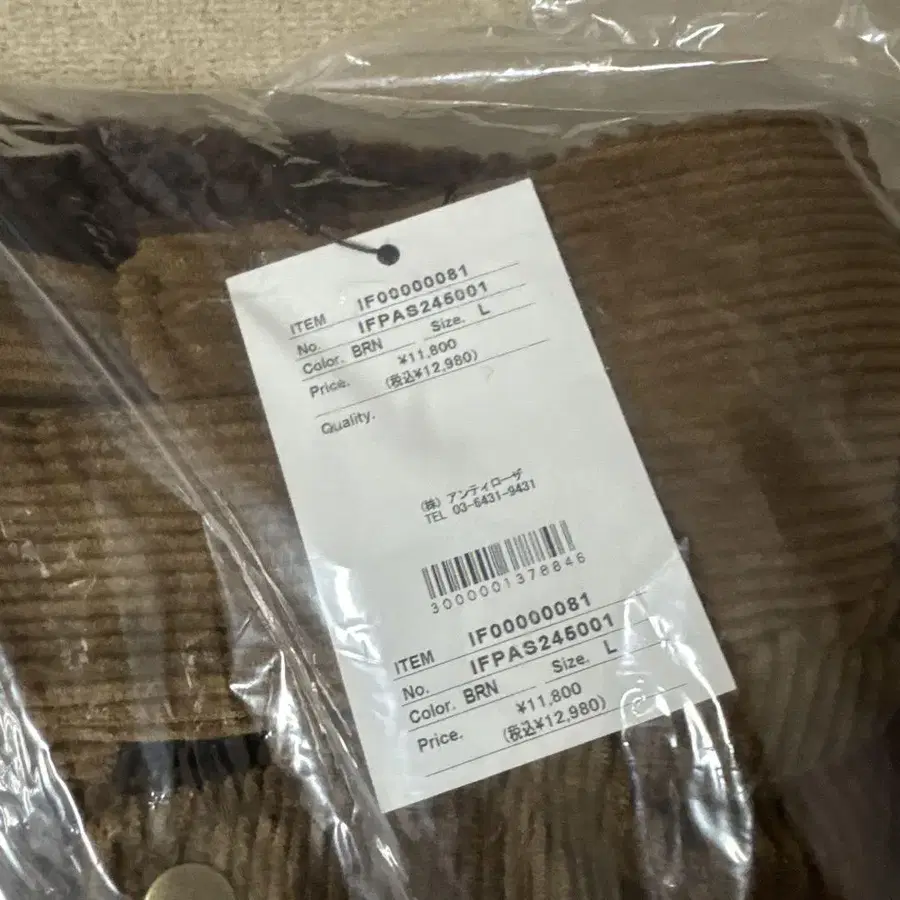 ITEM IF00000081
No. IFPAS245001
Color. BRN Size. L
Price. ¥11,800
(税込¥12,980)
Quality.
(株) アンティローザ
TEL 03-6431-9431
3000001378846
ITEM IF00000081
No. IFPAS245001
Color. BRN Size. L
Price. ¥11,800
(税込¥12,980)